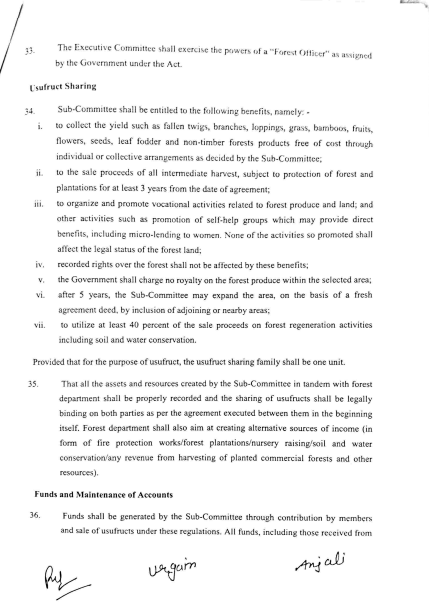 33. The Executive Committee shall exercise the powers of a "Forest Officer" as assigned
by the Government under the Act.
Usufruct Sharing
34. Sub-Committee shall be entitled to the following benefits, namely: -
i. to collect the yield such as fallen twigs, branches, loppings, grass, bamboos, fruits,
flowers, seeds, leaf fodder and non-timber forests products free of cost through
individual or collective arrangements as decided by the Sub-Committee;
ii. to the sale proceeds of all intermediate harvest, subject to protection of forest and
plantations for at least 3 years from the date of agreement;
iii. to organize and promote vocational activities related to forest produce and land; and
other activities such as promotion of self-help groups which may provide direct
benefits, including micro-lending to women. None of the activities so promoted shall
affect the legal status of the forest land;
iv. recorded rights over the forest shall not be affected by these benefits;
v. the Government shall charge no royalty on the forest produce within the selected area;
vi. after 5 years, the Sub-Committee may expand the area, on the basis of a fresh
agreement deed, by inclusion of adjoining or nearby areas;
vii. to utilize at least 40 percent of the sale proceeds on forest regeneration activities
including soil and water conservation.
Provided that for the purpose of usufruct, the usufruct sharing family shall be one unit.
35. That all the assets and resources created by the Sub-Committee in tandem with forest
department shall be properly recorded and the sharing of usufructs shall be legally
binding on both parties as per the agreement executed between them in the beginning
itself. Forest department shall also aim at creating alternative sources of income (in
form of fire protection works/forest plantations/nursery raising/soil and water
conservation/any revenue from harvesting of planted commercial forests and other
resources).
Funds and Maintenance of Accounts
36. Funds shall be generated by the Sub-Committee through contribution by members
and sale of usufructs under these regulations. All funds, including those received from
Anjali